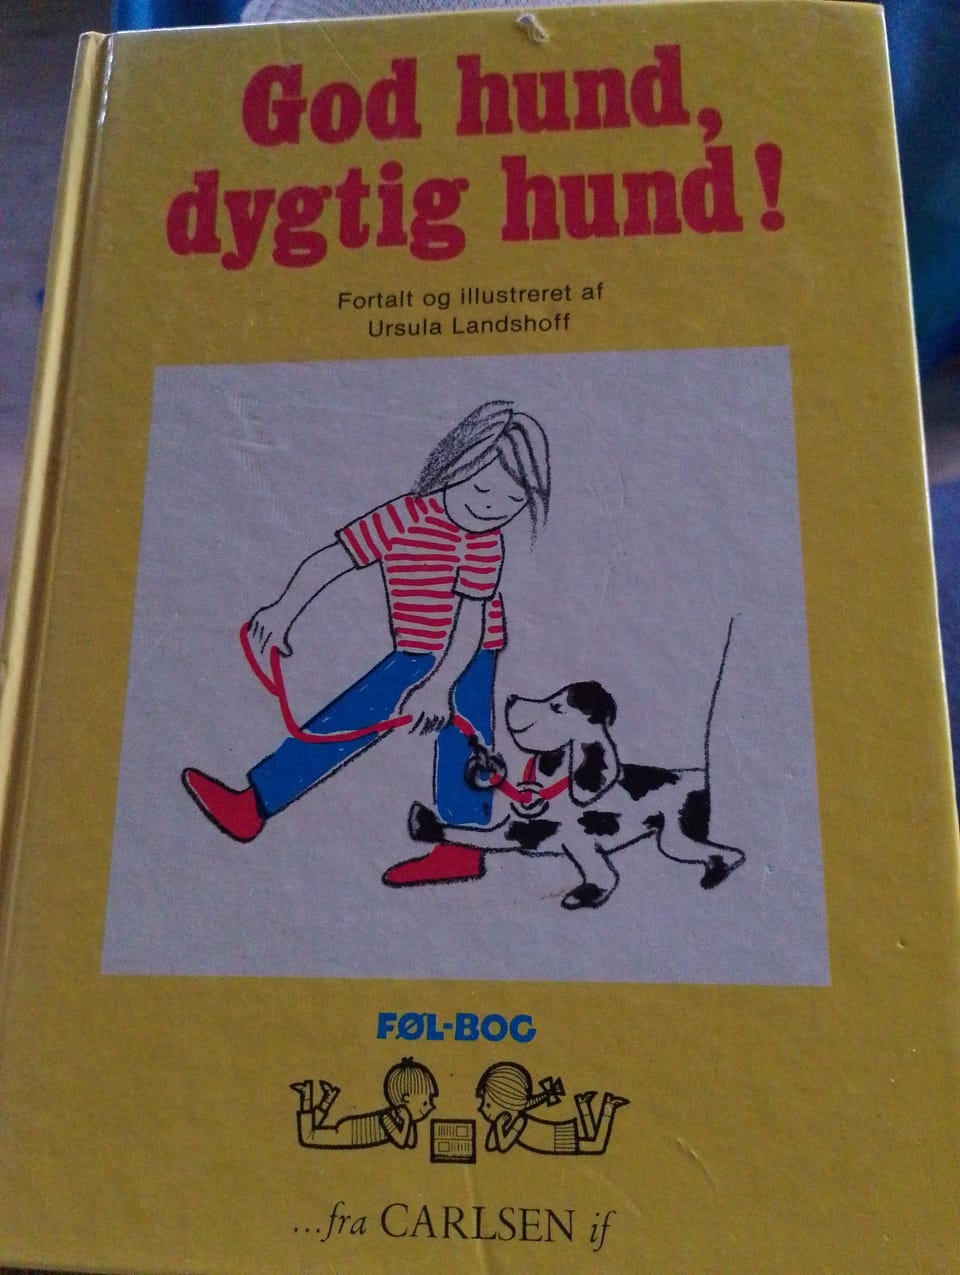 God hund,
dygtig hund!
Fortalt og illustreret af
Ursula Landshoff
FØL-BOG
...fra CARLSEN if